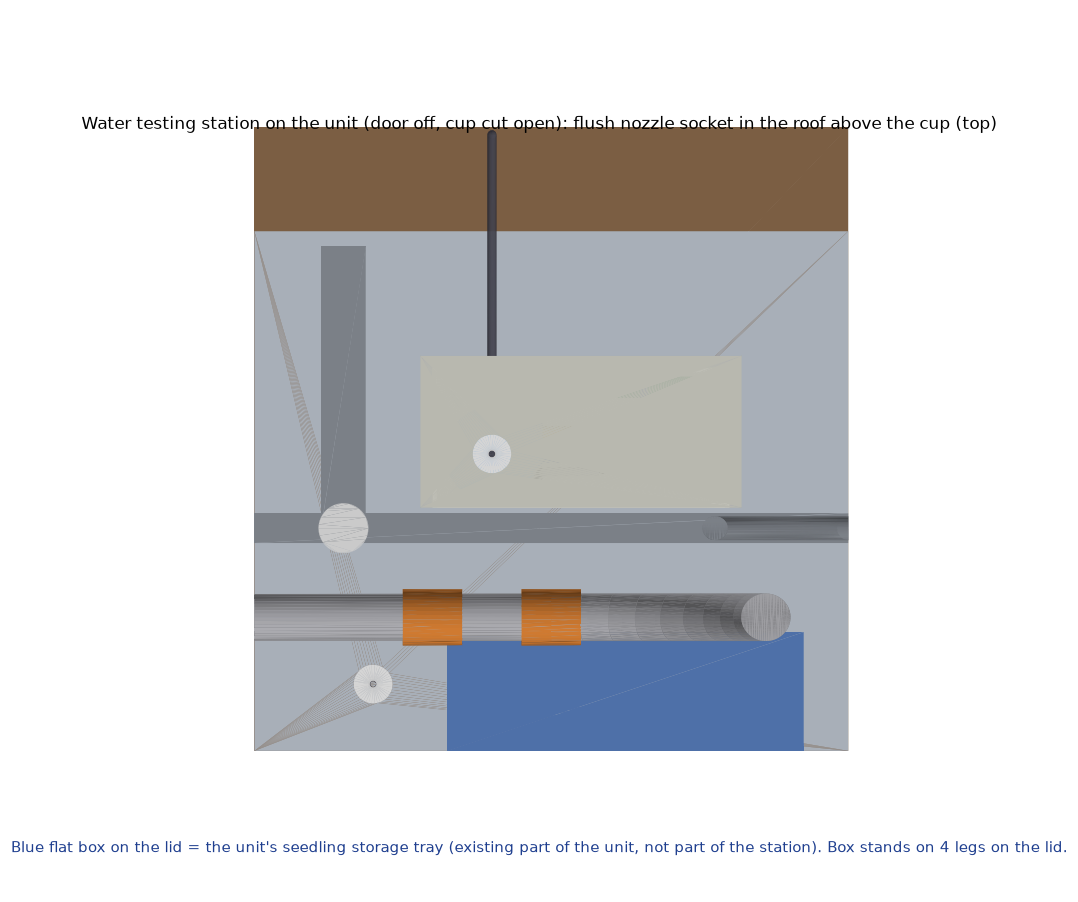 Water testing station on the unit (door off, cup cut open): flush nozzle socket in the roof above the cup (top)
Blue flat box on the lid = the unit's seedling storage tray (existing part of the unit, not part of the station). Box stands on 4 legs on the lid.